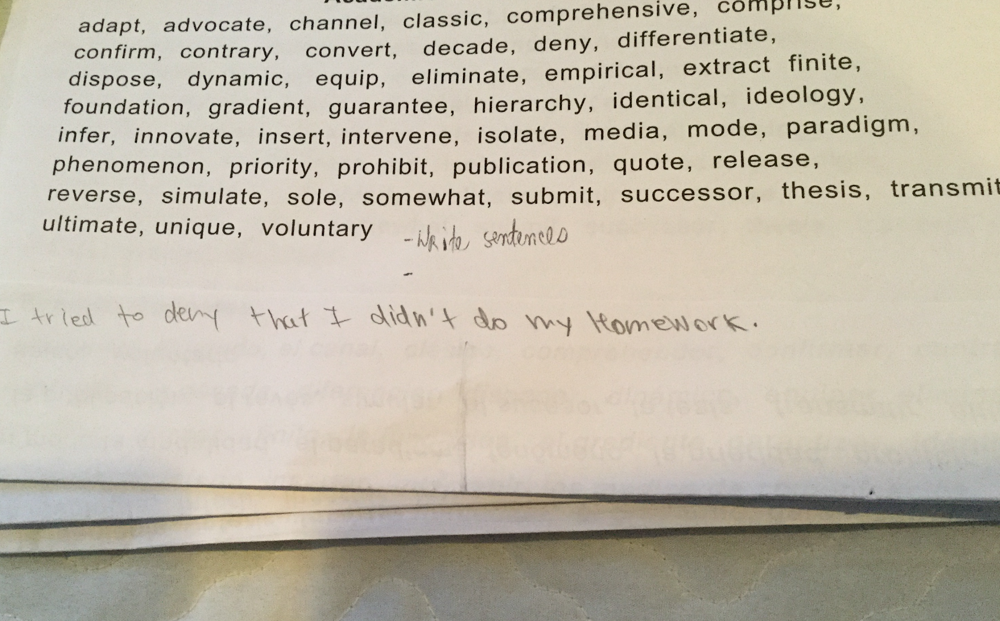 adapt, advocate, channel, classic, comprehensive, comprise,
confirm, contrary, convert, decade, deny, differentiate,
dispose, dynamic, equip, eliminate, empirical, extract finite,
foundation, gradient, guarantee, hierarchy, identical, ideology,
infer, innovate, insert, intervene, isolate, media, mode, paradigm,
phenomenon, priority, prohibit, publication, quote, release,
reverse, simulate, sole, somewhat, submit, successor, thesis, transmit
ultimate, unique, voluntary
-Write sentences
-
I tried to deny that I didn't do my Homework.